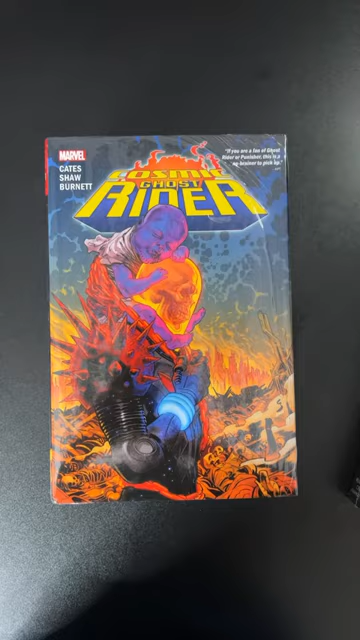 MARVEL
CATES
SHAW
BURNETT
"If you are a fan of Ghost
Rider or Punisher, this is a
no-brainer to pick up."
COSMIC
GHOST
RIDER